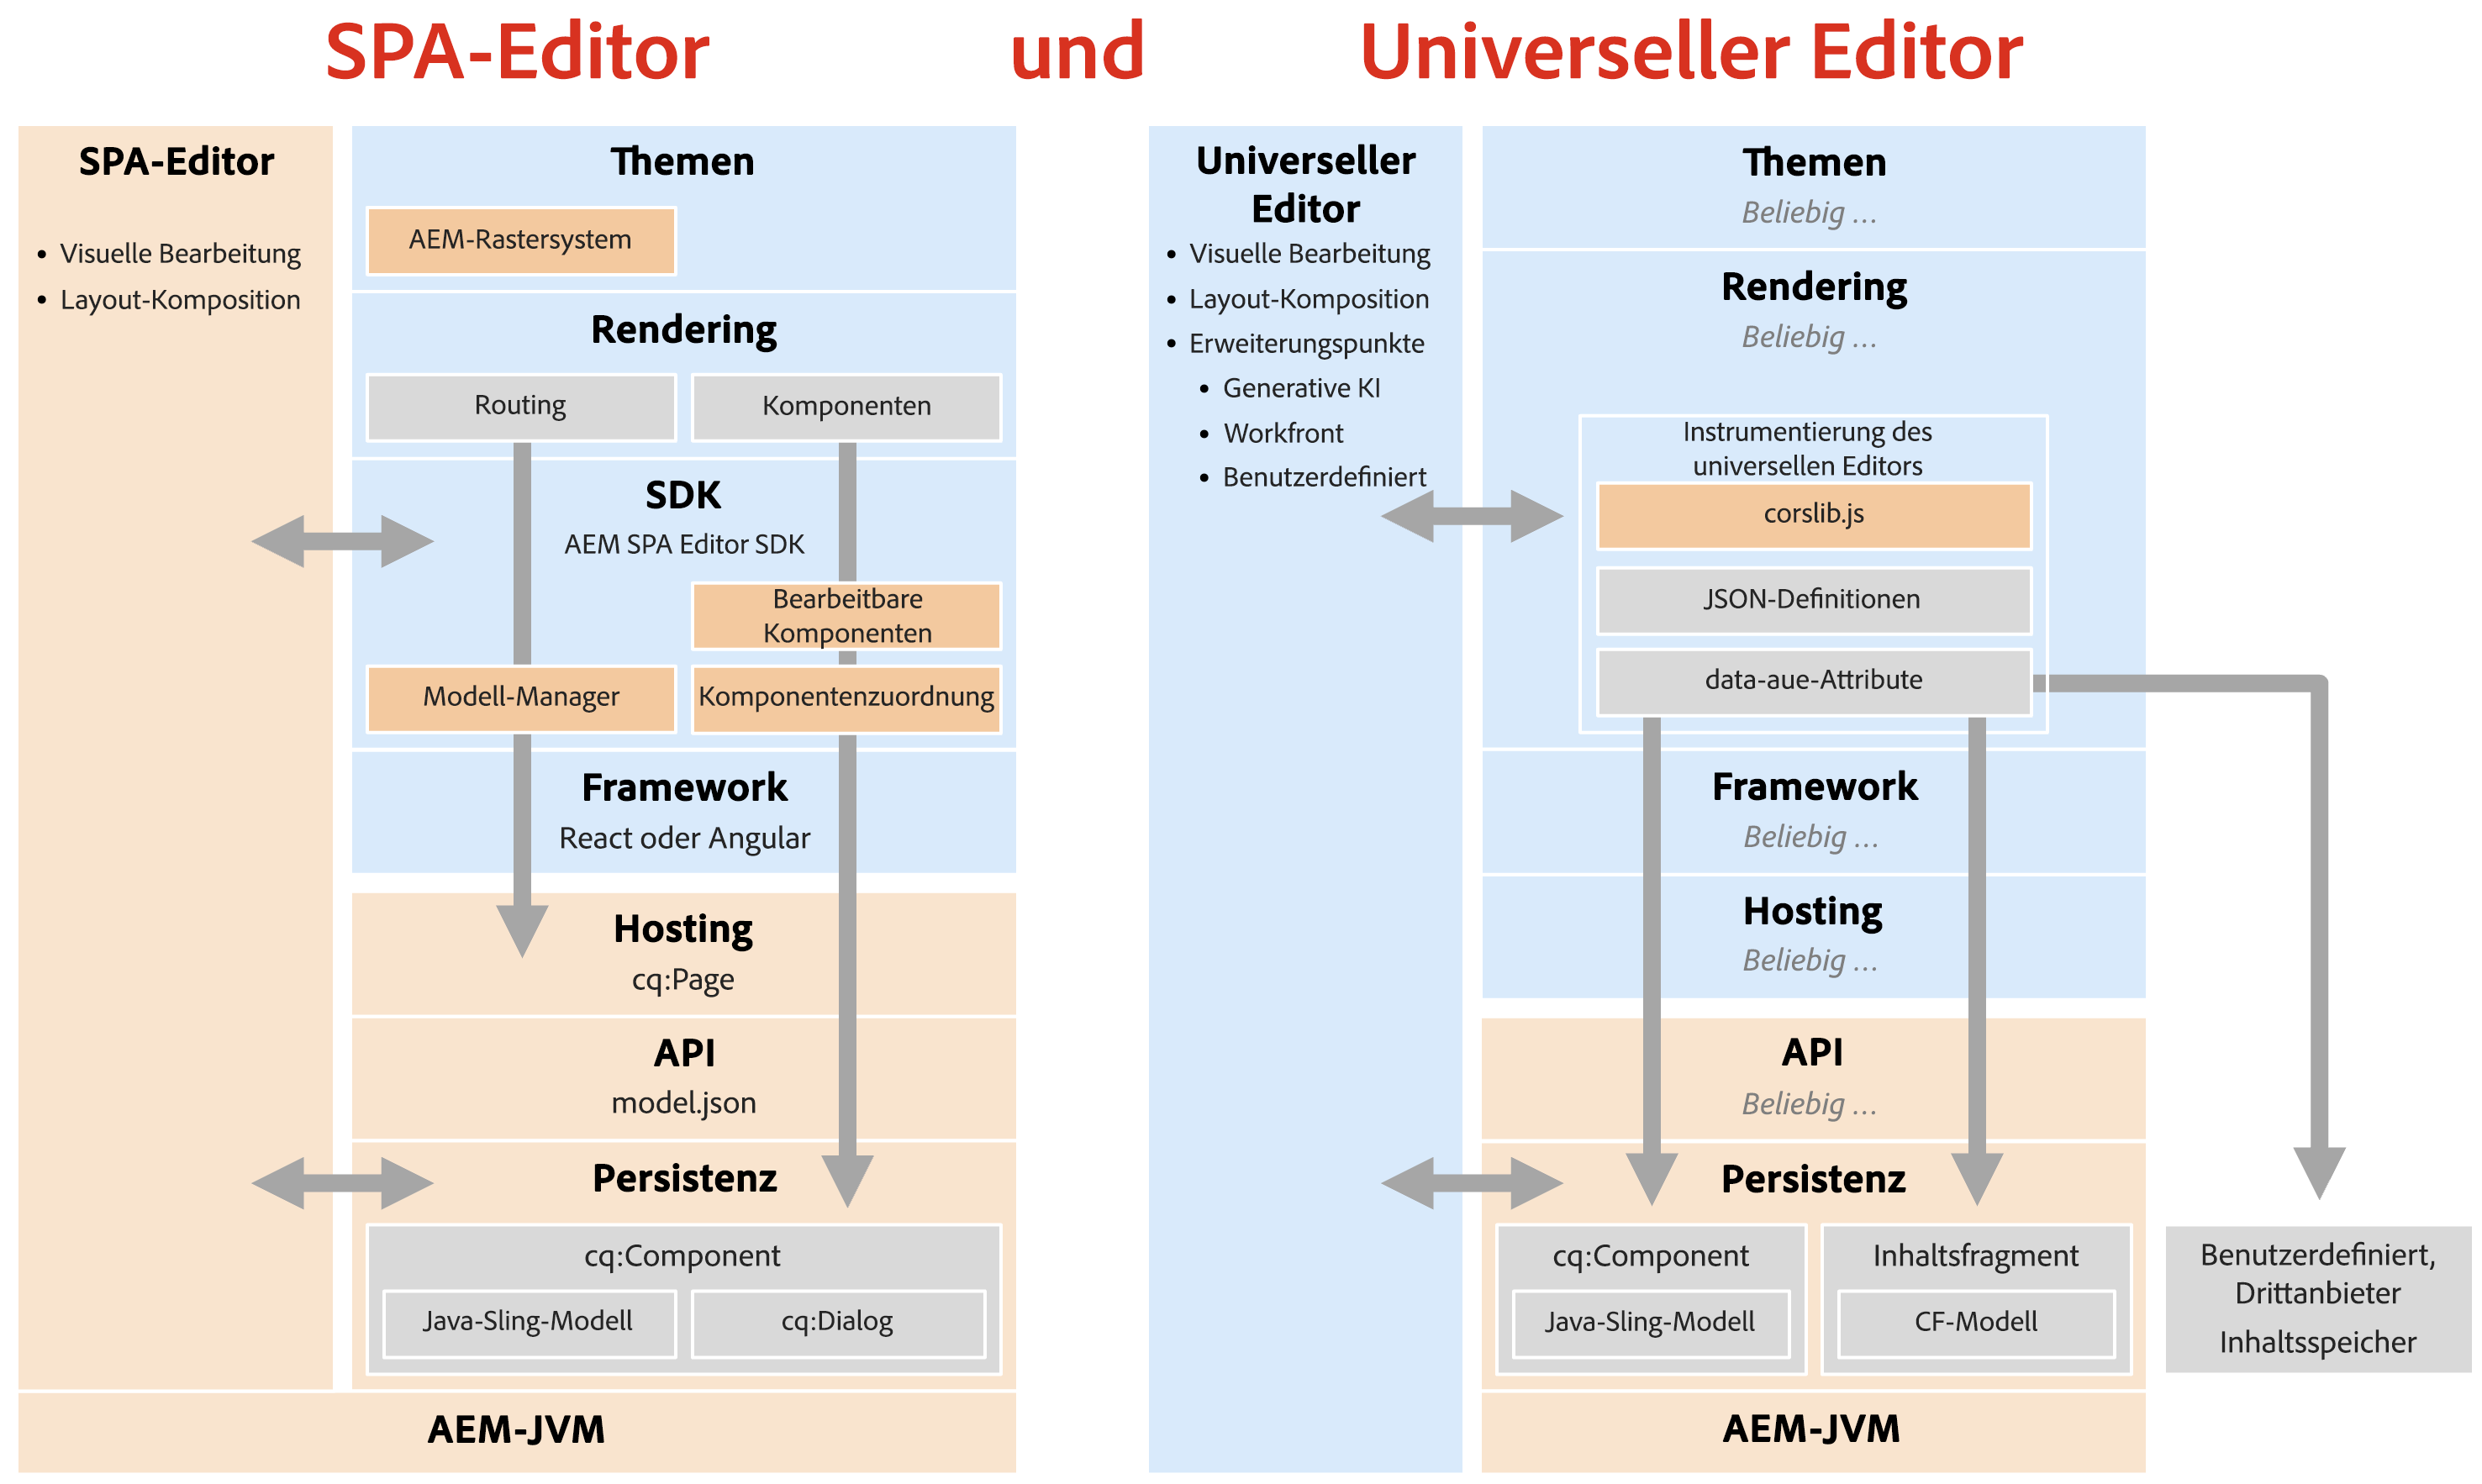 SPA-Editor und Universeller Editor
SPA-Editor
• Visuelle Bearbeitung
• Layout-Komposition
Themen
AEM-Rastersystem
Rendering
Routing
Komponenten
SDK
AEM SPA Editor SDK
Bearbeitbare
Komponenten
Modell-Manager
Komponentenzuordnung
Framework
React oder Angular
Hosting
cq:Page
API
model.json
Persistenz
cq:Component
Java-Sling-Modell
cq:Dialog
AEM-JVM
Universeller
Editor
• Visuelle Bearbeitung
• Layout-Komposition
• Erweiterungspunkte
• Generative KI
• Workfront
• Benutzerdefiniert
Themen
Beliebig …
Rendering
Beliebig …
Instrumentierung des
universellen Editors
corslib.js
JSON-Definitionen
data-aue-Attribute
Framework
Beliebig …
Hosting
Beliebig …
API
Beliebig …
Persistenz
cq:Component
Java-Sling-Modell
Inhaltsfragment
CF-Modell
AEM-JVM
Benutzerdefiniert,
Drittanbieter
Inhaltsspeicher